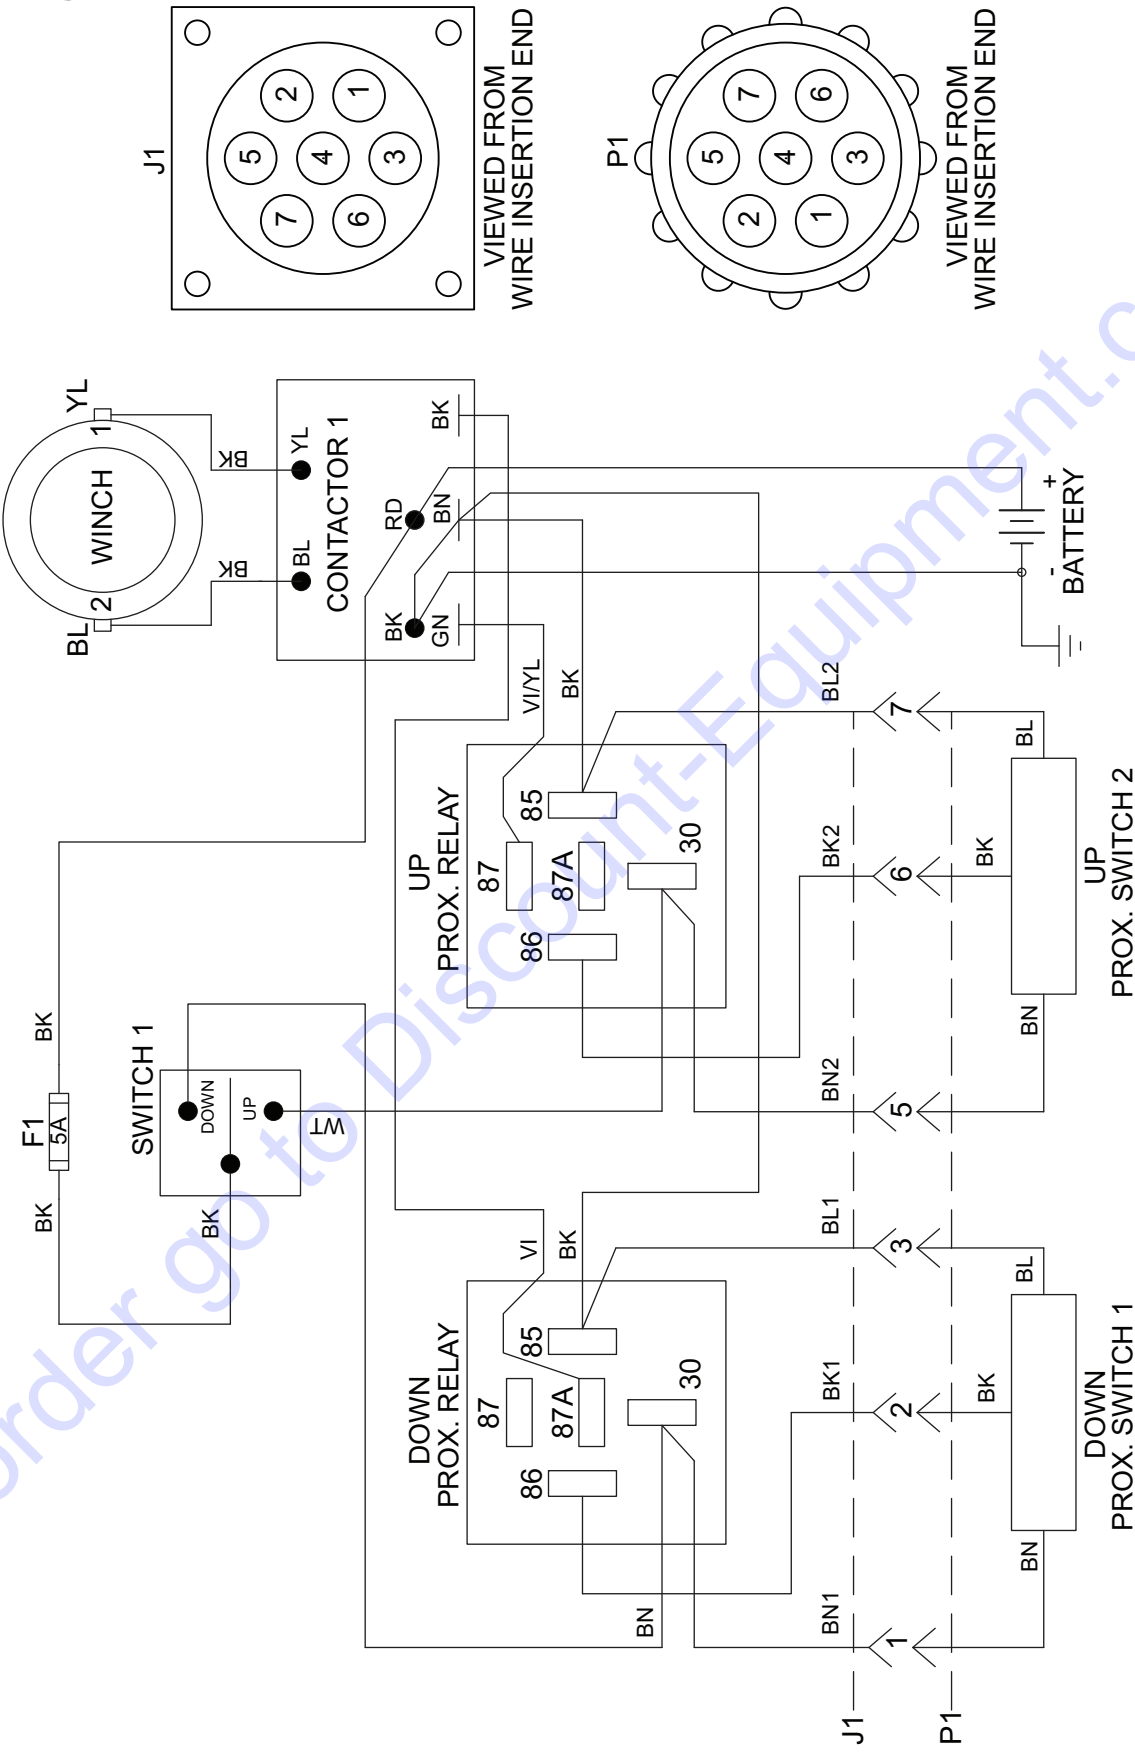 F1
5A
BK
BK
SWITCH 1
DOWN
UP
BK
WT
YL
BL
1
2
WINCH
BK
BK
YL
BL
CONTACTOR 1
RD
BK
BN
GN
BK
J1
2
1
5
4
3
7
6
VIEWED FROM
WIRE INSERTION END
P1
7
6
5
4
3
2
1
VIEWED FROM
WIRE INSERTION END
DOWN
PROX. RELAY
87
86
85
87A
30
VI
BK
BN
UP
PROX. RELAY
87
86
85
87A
30
VI/YL
BK
BN1
BK1
BL1
BN2
BK2
BL2
J1
1
2
3
5
6
7
P1
BN
BK
BL
BN
BK
BL
DOWN
PROX. SWITCH 1
UP
PROX. SWITCH 2
-
+
BATTERY
order go to Discount-Equipment.c